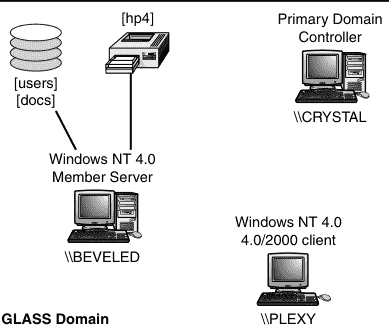 [hp4]
[users]
[docs]
Primary Domain
Controller
\\CRYSTAL
Windows NT 4.0
Member Server
\\BEVELED
Windows NT 4.0
4.0/2000 client
\\PLEXY
GLASS Domain